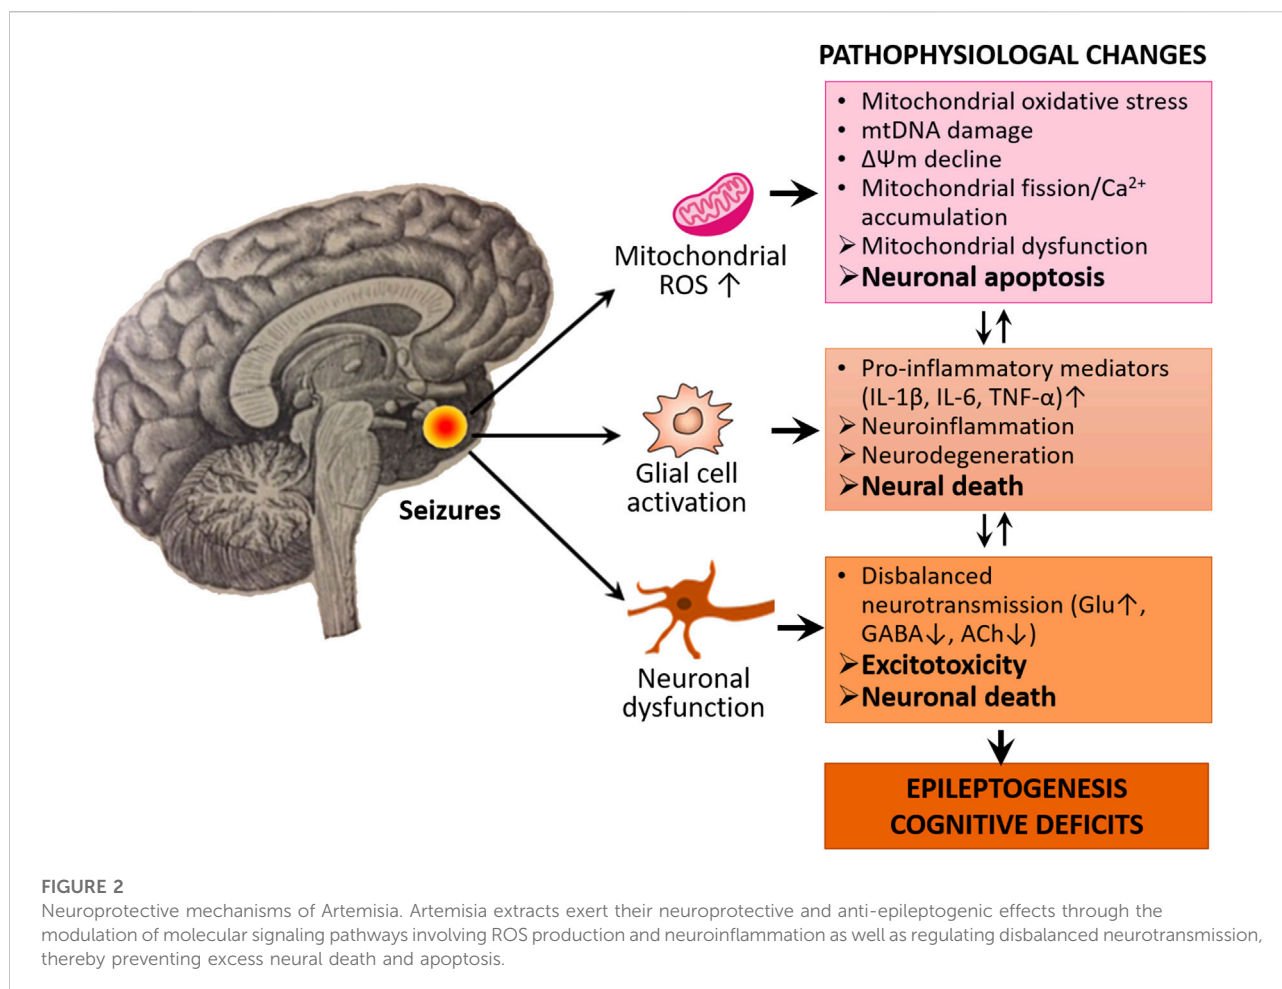 PATHOPHYSIOLOGAL CHANGES
• Mitochondrial oxidative stress
• mtDNA damage
• ΔΨm decline
• Mitochondrial fission/Ca²⁺
accumulation
➢ Mitochondrial dysfunction
➢ Neuronal apoptosis
Mitochondrial
ROS ↑
• Pro-inflammatory mediators
(IL-1β, IL-6, TNF-α)↑
➢ Neuroinflammation
➢ Neurodegeneration
➢ Neural death
Glial cell
activation
Seizures
• Disbalanced
neurotransmission (Glu↑,
GABA↓, ACh↓)
➢ Excitotoxicity
➢ Neuronal death
Neuronal
dysfunction
EPILEPTOGENESIS
COGNITIVE DEFICITS
FIGURE 2
Neuroprotective mechanisms of Artemisia. Artemisia extracts exert their neuroprotective and anti-epileptogenic effects through the
modulation of molecular signaling pathways involving ROS production and neuroinflammation as well as regulating disbalanced neurotransmission,
thereby preventing excess neural death and apoptosis.